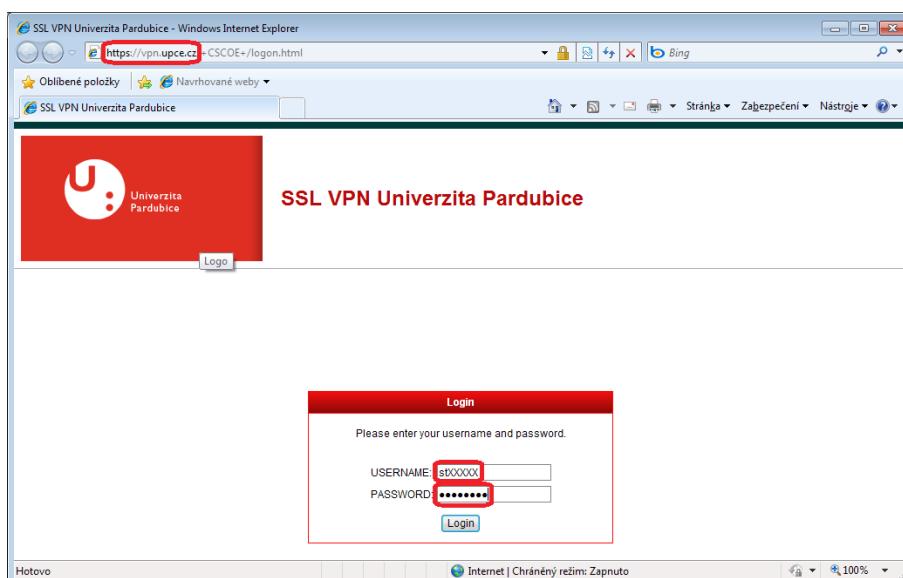 SSL VPN Univerzita Pardubice - Windows Internet Explorer
https://vpn.upce.cz/+CSCOE+/logon.html
Bing
Oblíbené položky
Navrhované weby
SSL VPN Univerzita Pardubice
Stránka
Zabezpečení
Nástroje
Univerzita
Pardubice
SSL VPN Univerzita Pardubice
Logo
Login
Please enter your username and password.
USERNAME: stXXXXX
PASSWORD: ••••••••
Login
Hotovo
Internet | Chráněný režim: Zapnuto
100%